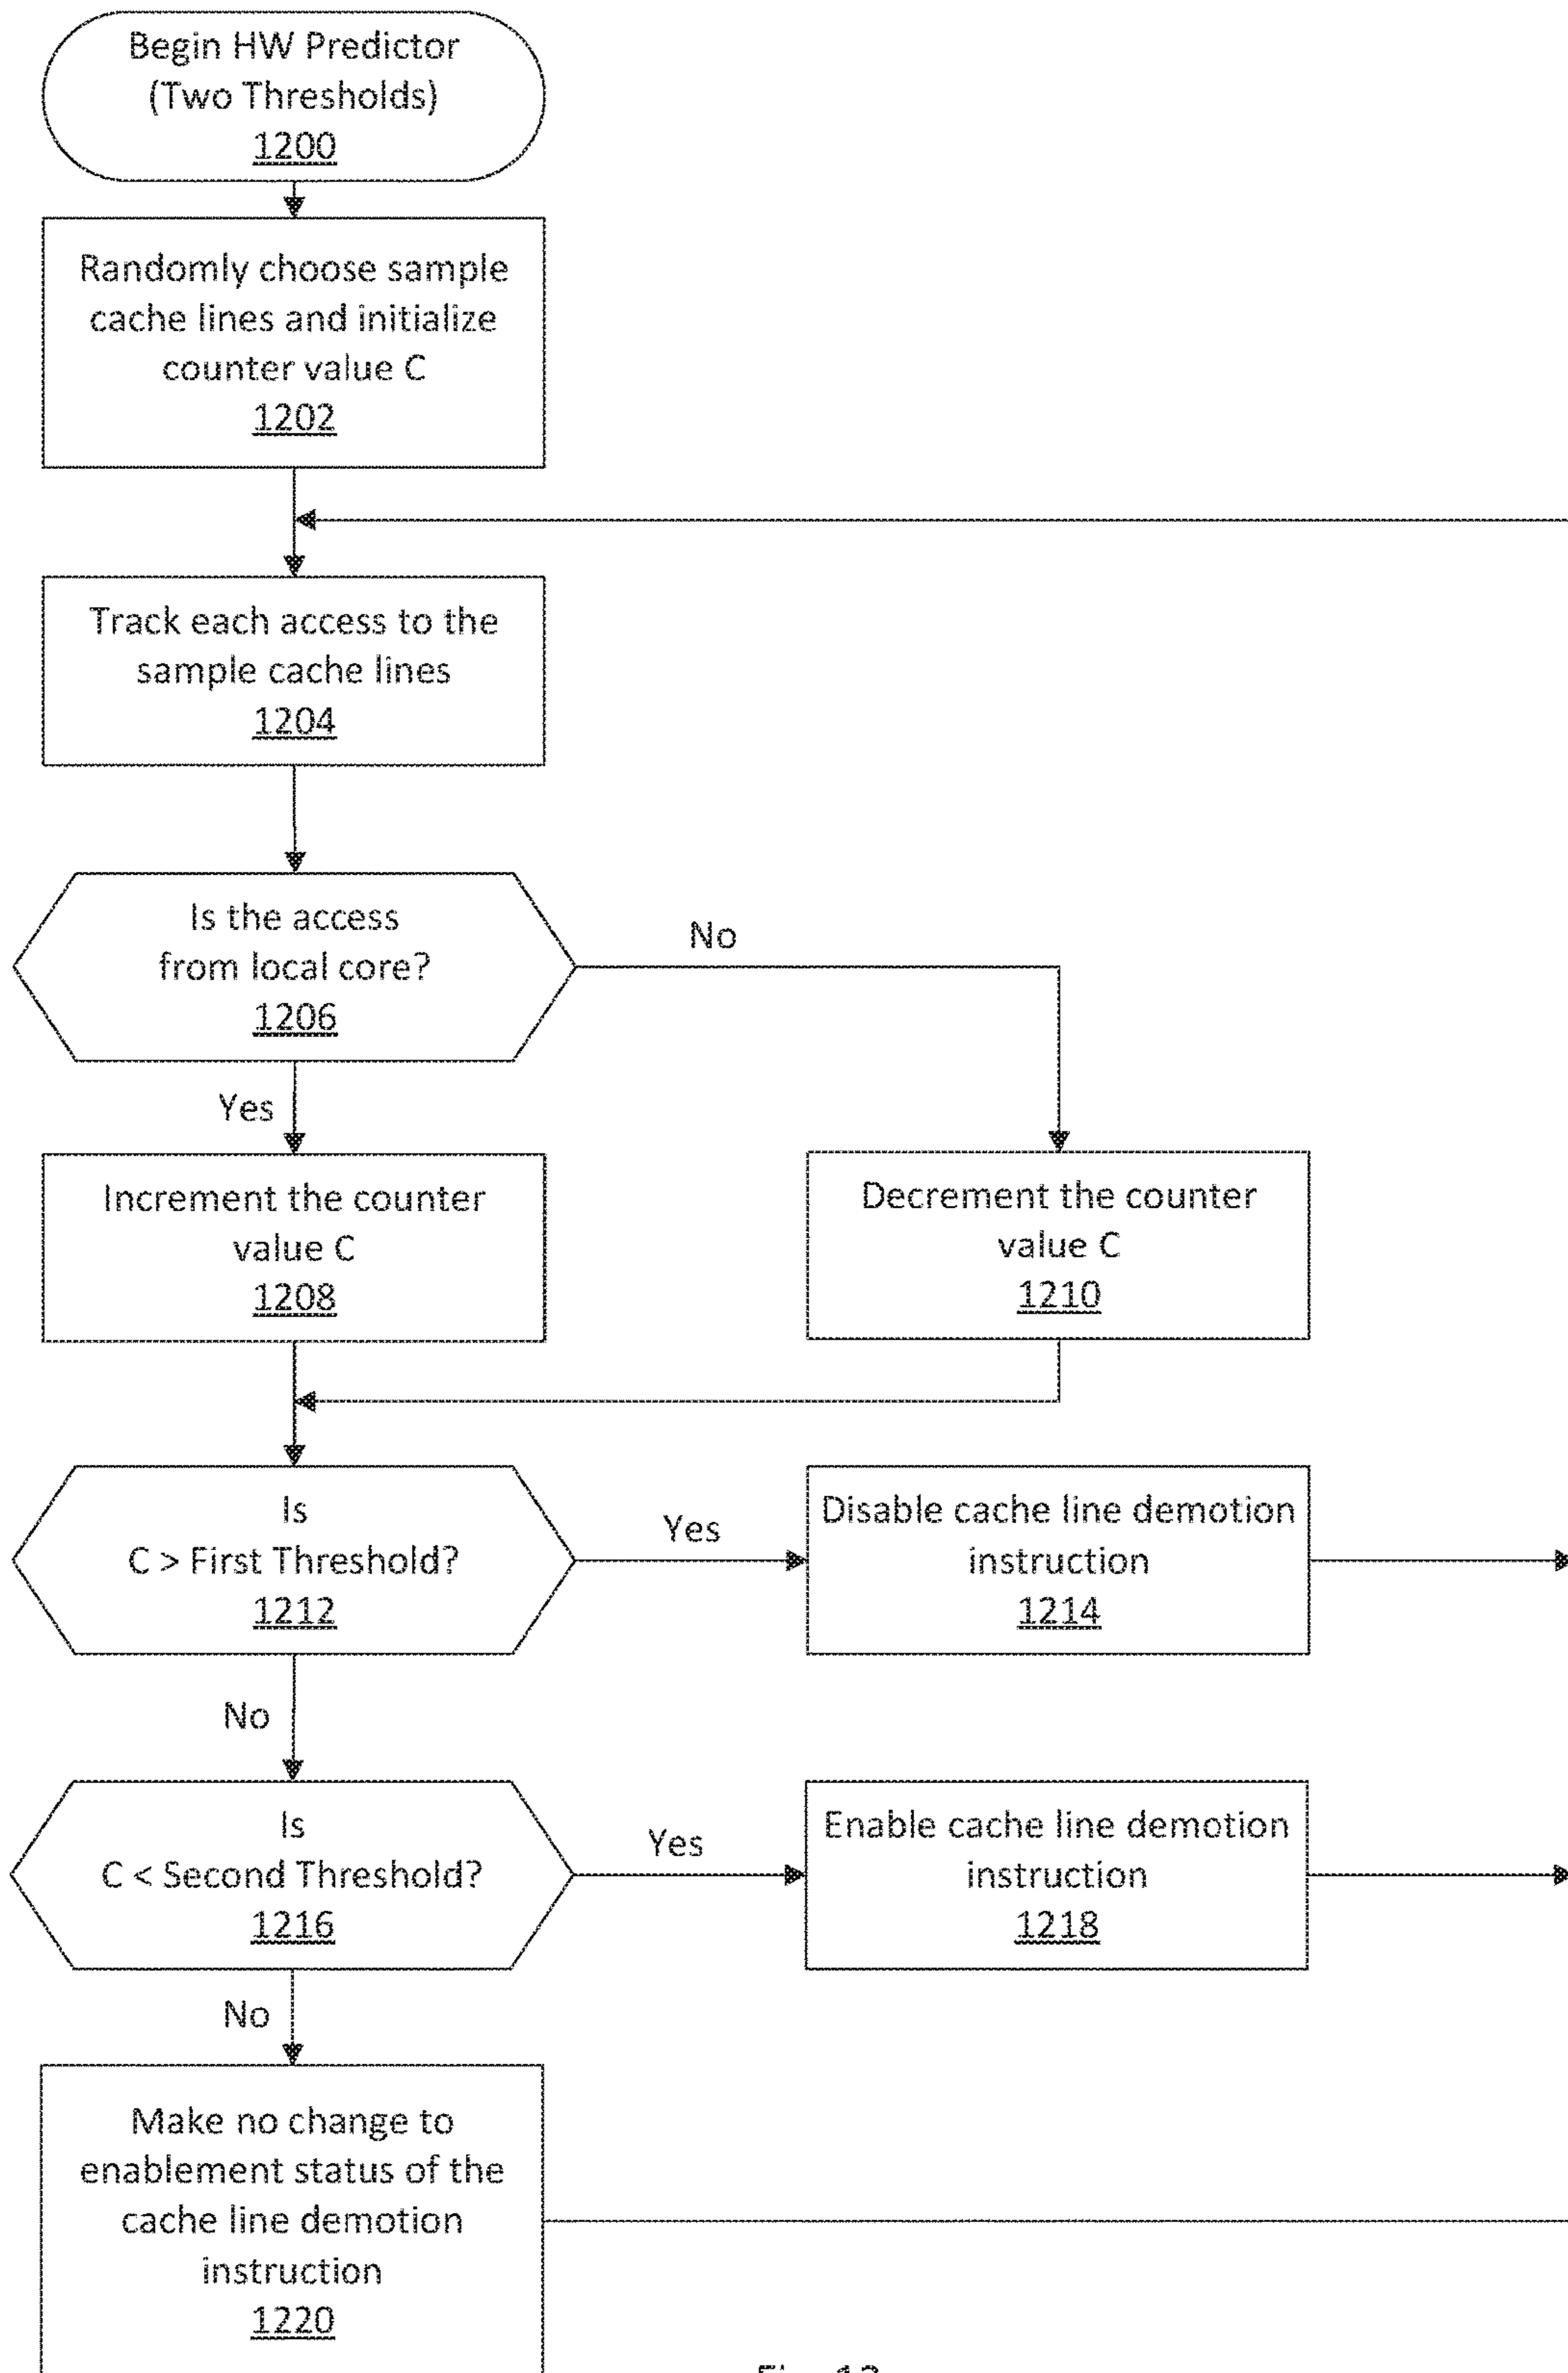 Begin HW Predictor
(Two Thresholds)
1200
Randomly choose sample
cache lines and initialize
counter value C
1202
Track each access to the
sample cache lines
1204
Is the access
from local core?
1206
No
Yes
Increment the counter
value C
1208
Decrement the counter
value C
1210
Is
C > First Threshold?
1212
Yes
Disable cache line demotion
instruction
1214
No
Is
C < Second Threshold?
1216
Yes
Enable cache line demotion
instruction
1218
No
Make no change to
enablement status of the
cache line demotion
instruction
1220